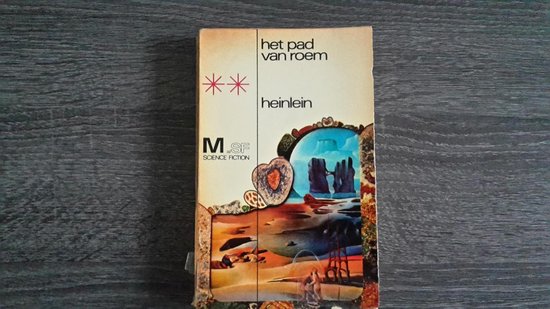 het pad
van roem
heinlein
M=SF
SCIENCE FICTION